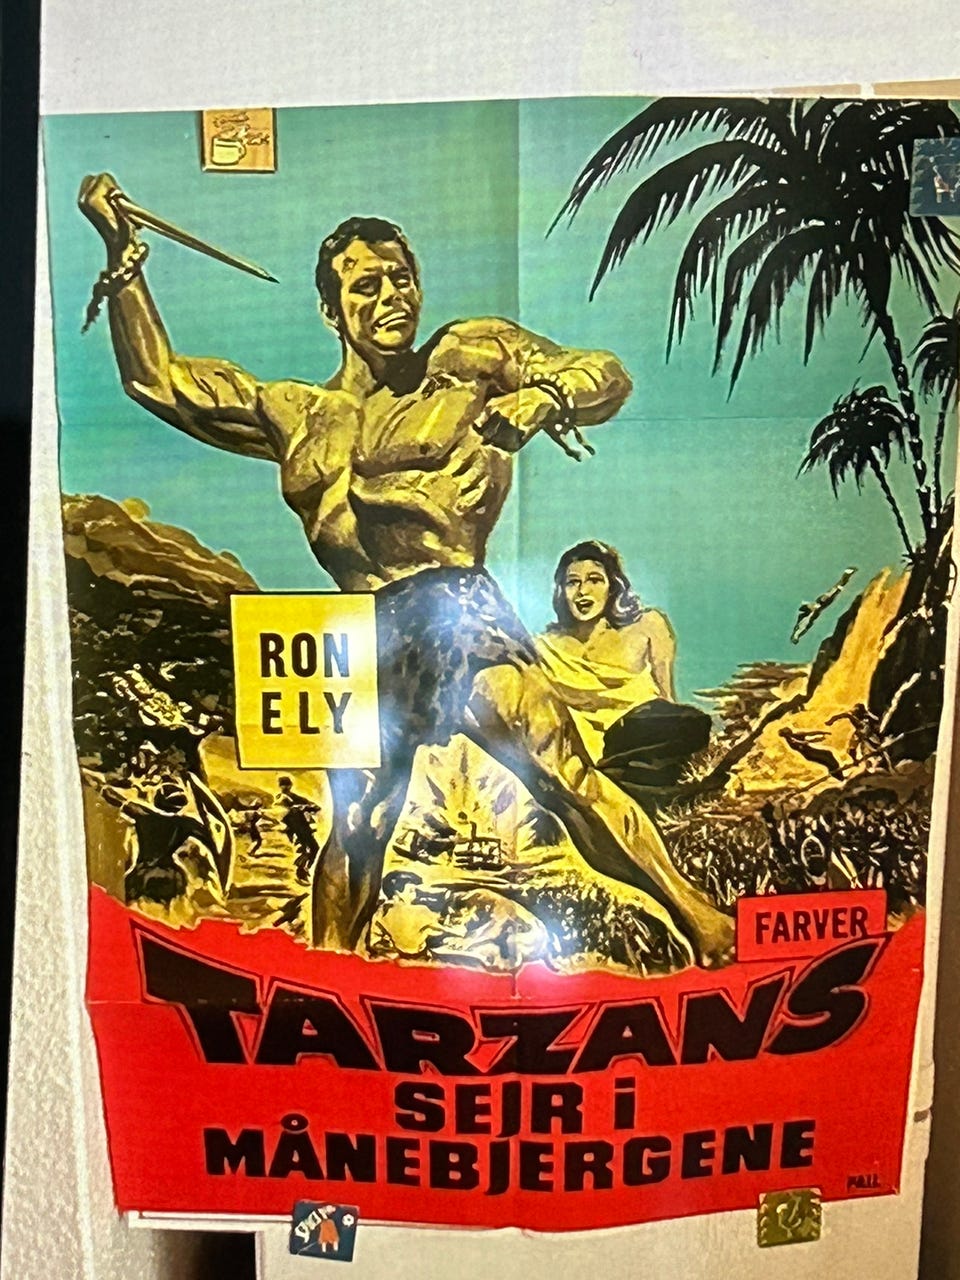 RON
ELY
FARVER
TARZANS
SEJR i
MÅNEBJERGENE